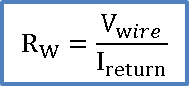 R_W = V_wire / I_return